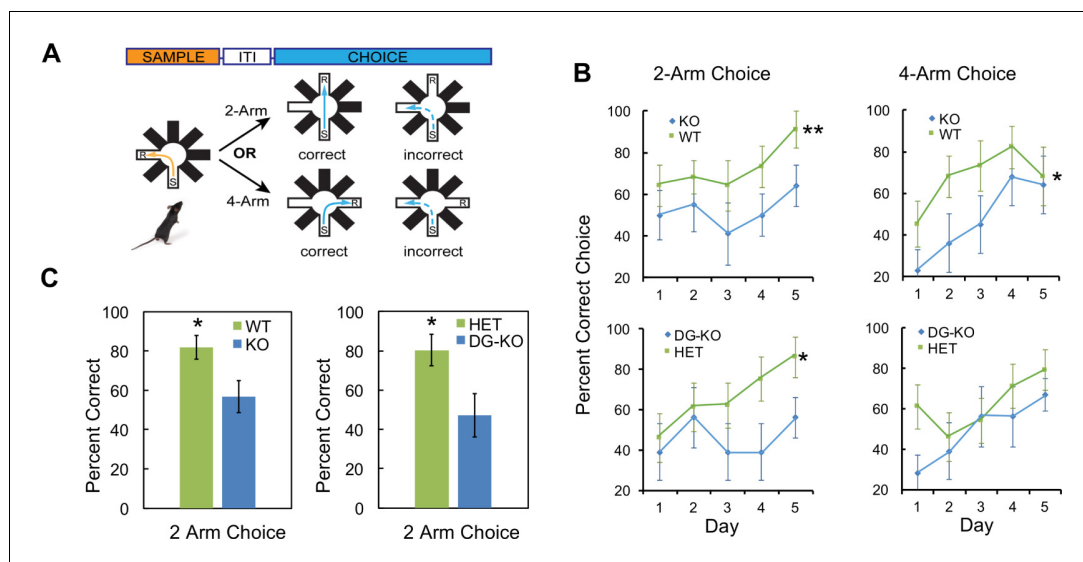 A
SAMPLE ITI CHOICE
R
S
2-Arm
OR
4-Arm
R
S
correct
S
incorrect
R
S
correct
R
S
incorrect
B
2-Arm Choice
4-Arm Choice
Percent Correct Choice
100
80
60
40
20
KO
WT
**
1 2 3 4 5
100
80
60
40
20
KO
WT
*
1 2 3 4 5
100
80
60
40
20
DG-KO
HET
*
1 2 3 4 5
Day
100
80
60
40
20
DG-KO
HET
1 2 3 4 5
Day
C
Percent Correct
100
80
60
40
20
0
*
WT
KO
2 Arm Choice
Percent Correct
100
80
60
40
20
0
*
HET
DG-KO
2 Arm Choice